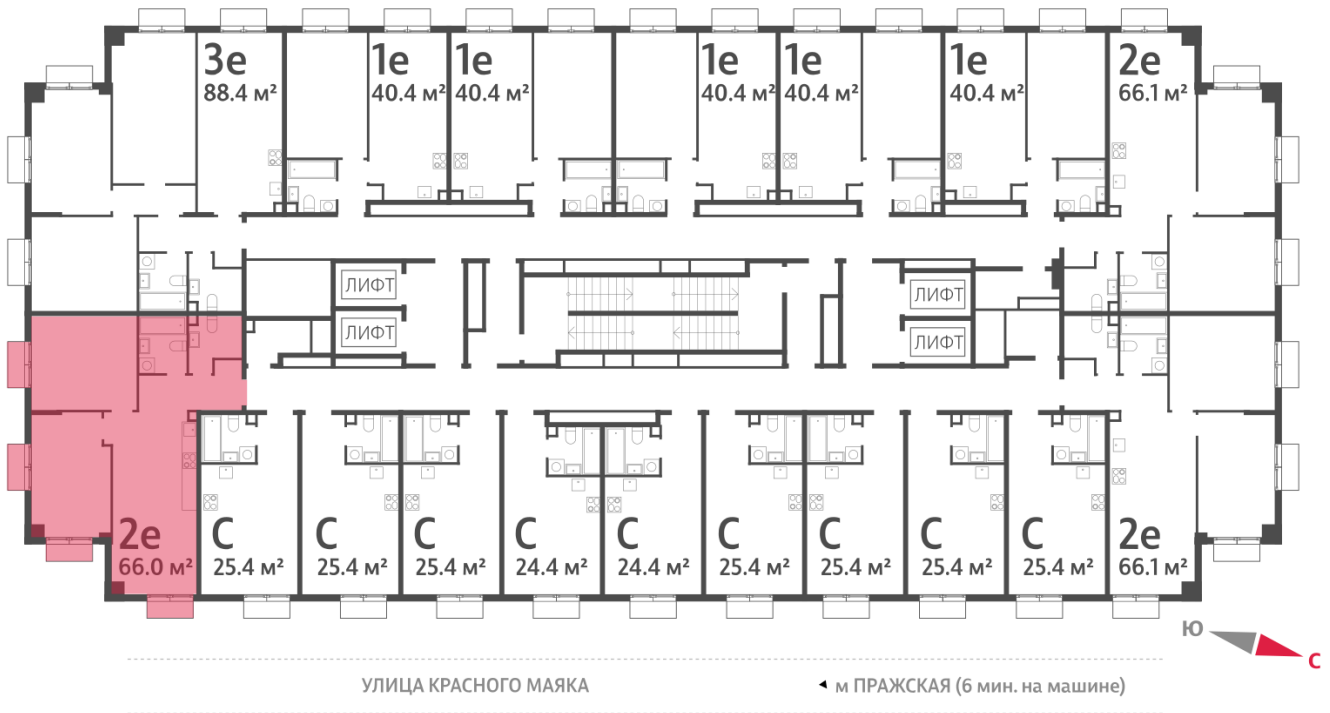 3е
88.4 м²
1е
40.4 м²
1е
40.4 м²
1е
40.4 м²
1е
40.4 м²
1е
40.4 м²
2е
66.1 м²
ЛИФТ
ЛИФТ
ЛИФТ
ЛИФТ
2е
66.0 м²
С
25.4 м²
С
25.4 м²
С
25.4 м²
С
24.4 м²
С
24.4 м²
С
25.4 м²
С
25.4 м²
С
25.4 м²
С
25.4 м²
2е
66.1 м²
Ю
С
УЛИЦА КРАСНОГО МАЯКА
м ПРАЖСКАЯ (6 мин. на машине)